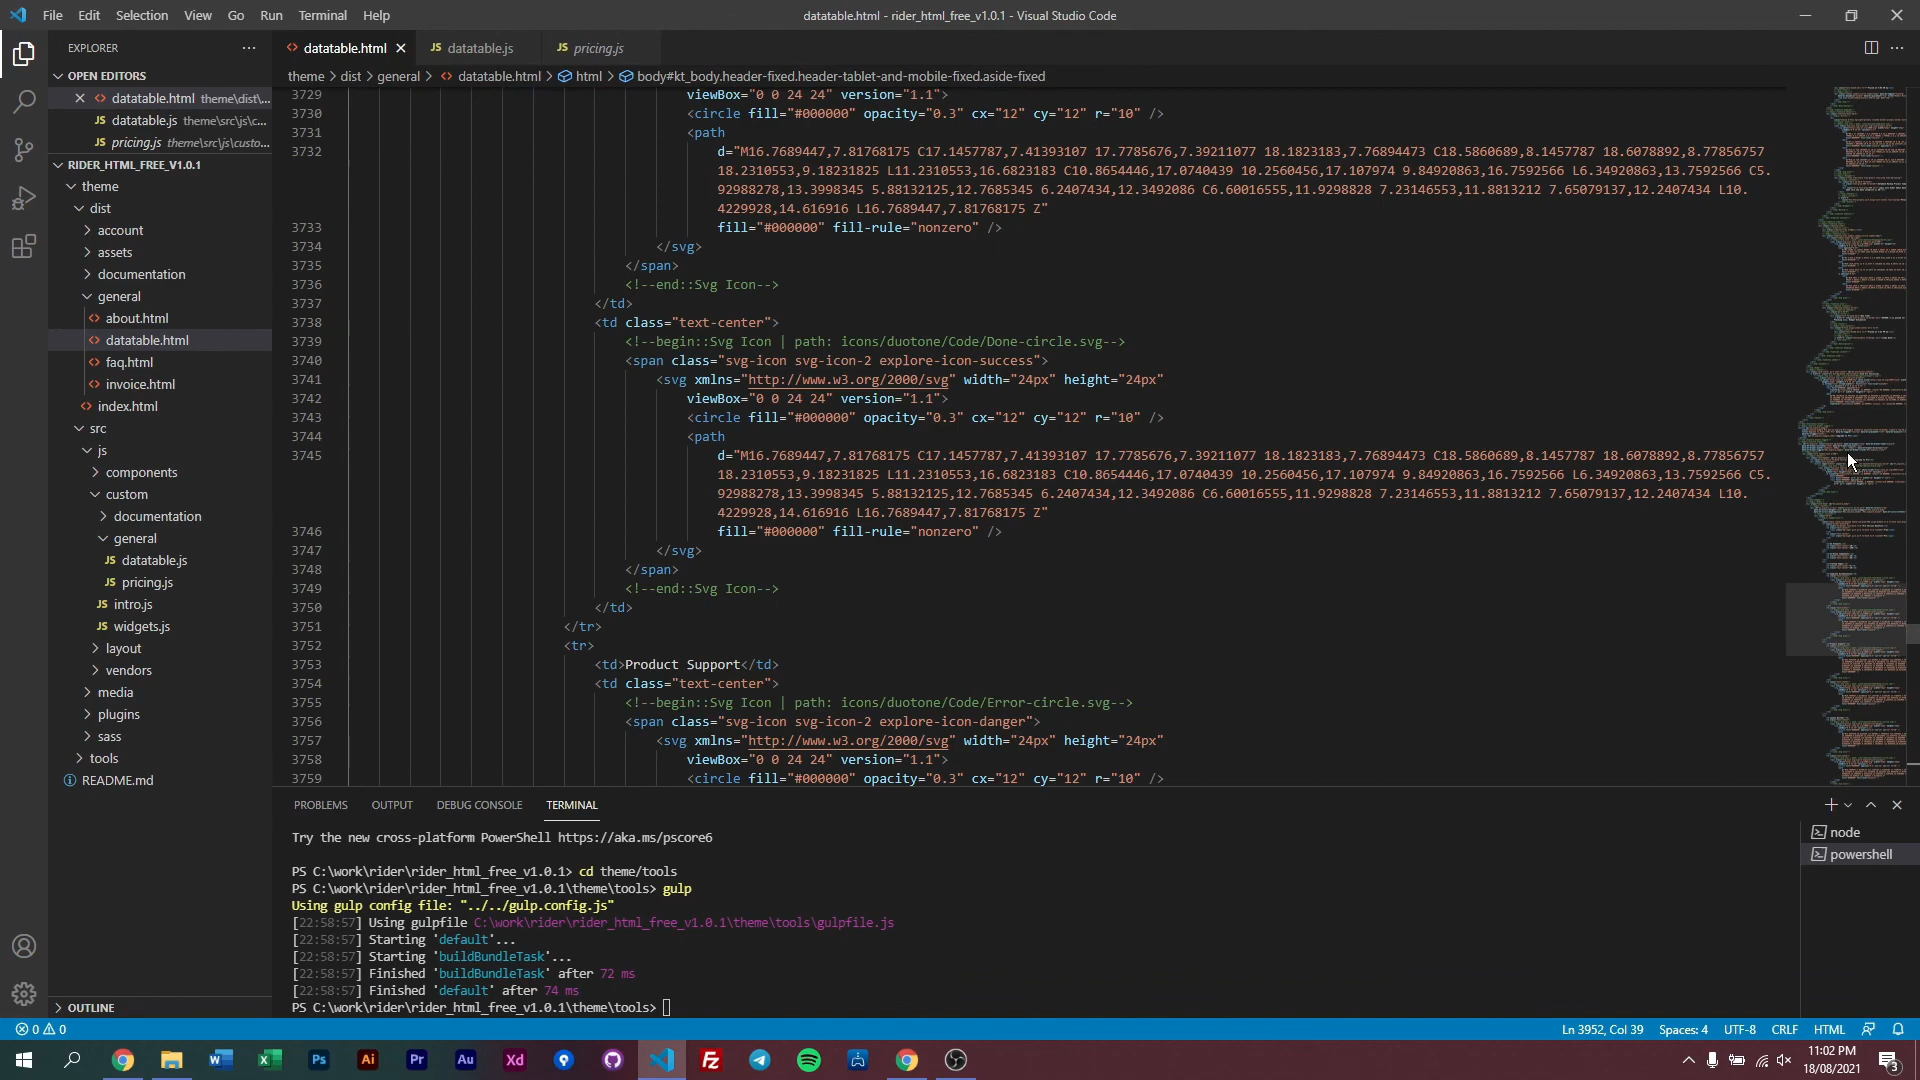 File Edit Selection View Go Run Terminal Help
datatable.html - rider_html_free_v1.0.1 - Visual Studio Code
EXPLORER
OPEN EDITORS
datatable.html theme\dist\...
JS datatable.js theme\src\js\c...
JS pricing.js theme\src\js\custo...
RIDER_HTML_FREE_V1.0.1
theme
dist
account
assets
documentation
general
about.html
datatable.html
faq.html
invoice.html
index.html
src
js
components
custom
documentation
general
JS datatable.js
JS pricing.js
JS intro.js
JS widgets.js
layout
vendors
media
plugins
sass
tools
README.md
OUTLINE
datatable.html
JS datatable.js
JS pricing.js
theme > dist > general > datatable.html > html > body#kt_body.header-fixed.header-tablet-and-mobile-fixed.aside-fixed
3729 viewBox="0 0 24 24" version="1.1">
3730 <circle fill="#000000" opacity="0.3" cx="12" cy="12" r="10" />
3731 <path
3732 d="M16.7689447,7.81768175 C17.1457787,7.41393107 17.7785676,7.39211077 18.1823183,7.76894473 C18.5860689,8.1457787 18.6078892,8.77856757
18.2310553,9.18231825 L11.2310553,16.6823183 C10.8654446,17.0740439 10.2560456,17.107974 9.84920863,16.7592566 L6.34920863,13.7592566 C5.
92988278,13.3998345 5.88132125,12.7685345 6.2407434,12.3492086 C6.60016555,11.9298828 7.23146553,11.8813212 7.65079137,12.2407434 L10.
4229928,14.616916 L16.7689447,7.81768175 Z"
3733 fill="#000000" fill-rule="nonzero" />
3734 </svg>
3735 </span>
3736 <!--end::Svg Icon-->
3737 </td>
3738 <td class="text-center">
3739 <!--begin::Svg Icon | path: icons/duotone/Code/Done-circle.svg-->
3740 <span class="svg-icon svg-icon-2 explore-icon-success">
3741 <svg xmlns="http://www.w3.org/2000/svg" width="24px" height="24px"
3742 viewBox="0 0 24 24" version="1.1">
3743 <circle fill="#000000" opacity="0.3" cx="12" cy="12" r="10" />
3744 <path
3745 d="M16.7689447,7.81768175 C17.1457787,7.41393107 17.7785676,7.39211077 18.1823183,7.76894473 C18.5860689,8.1457787 18.6078892,8.77856757
18.2310553,9.18231825 L11.2310553,16.6823183 C10.8654446,17.0740439 10.2560456,17.107974 9.84920863,16.7592566 L6.34920863,13.7592566 C5.
92988278,13.3998345 5.88132125,12.7685345 6.2407434,12.3492086 C6.60016555,11.9298828 7.23146553,11.8813212 7.65079137,12.2407434 L10.
4229928,14.616916 L16.7689447,7.81768175 Z"
3746 fill="#000000" fill-rule="nonzero" />
3747 </svg>
3748 </span>
3749 <!--end::Svg Icon-->
3750 </td>
3751 </tr>
3752 <tr>
3753 <td>Product Support</td>
3754 <td class="text-center">
3755 <!--begin::Svg Icon | path: icons/duotone/Code/Error-circle.svg-->
3756 <span class="svg-icon svg-icon-2 explore-icon-danger">
3757 <svg xmlns="http://www.w3.org/2000/svg" width="24px" height="24px"
3758 viewBox="0 0 24 24" version="1.1">
3759 <circle fill="#000000" opacity="0.3" cx="12" cy="12" r="10" />
PROBLEMS OUTPUT DEBUG CONSOLE TERMINAL
Try the new cross-platform PowerShell https://aka.ms/pscore6
PS C:\work\rider\rider_html_free_v1.0.1> cd theme/tools
PS C:\work\rider\rider_html_free_v1.0.1\theme\tools> gulp
Using gulp config file: "../../gulp.config.js"
[22:58:57] Using gulpfile C:\work\rider\rider_html_free_v1.0.1\theme\tools\gulpfile.js
[22:58:57] Starting 'default'...
[22:58:57] Starting 'buildBundleTask'...
[22:58:57] Finished 'buildBundleTask' after 72 ms
[22:58:57] Finished 'default' after 74 ms
PS C:\work\rider\rider_html_free_v1.0.1\theme\tools>
node
powershell
0 0
Ln 3952, Col 39 Spaces: 4 UTF-8 CRLF HTML
W X Ps Ai Pr Au Xd Fz
11:02 PM
18/08/2021
3